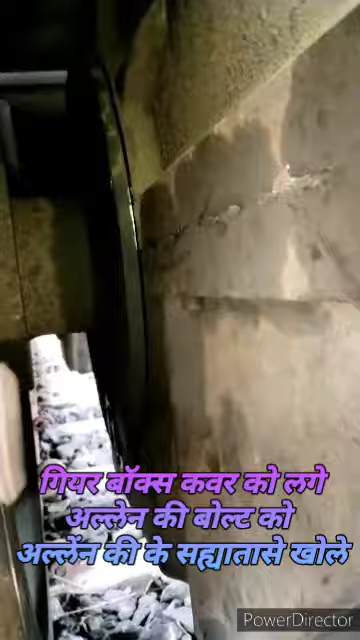 गियर बॉक्स कवर को लगे
अल्लेन की बोल्ट को
अल्लेंन की के सह्यातासे खोले
PowerDirector